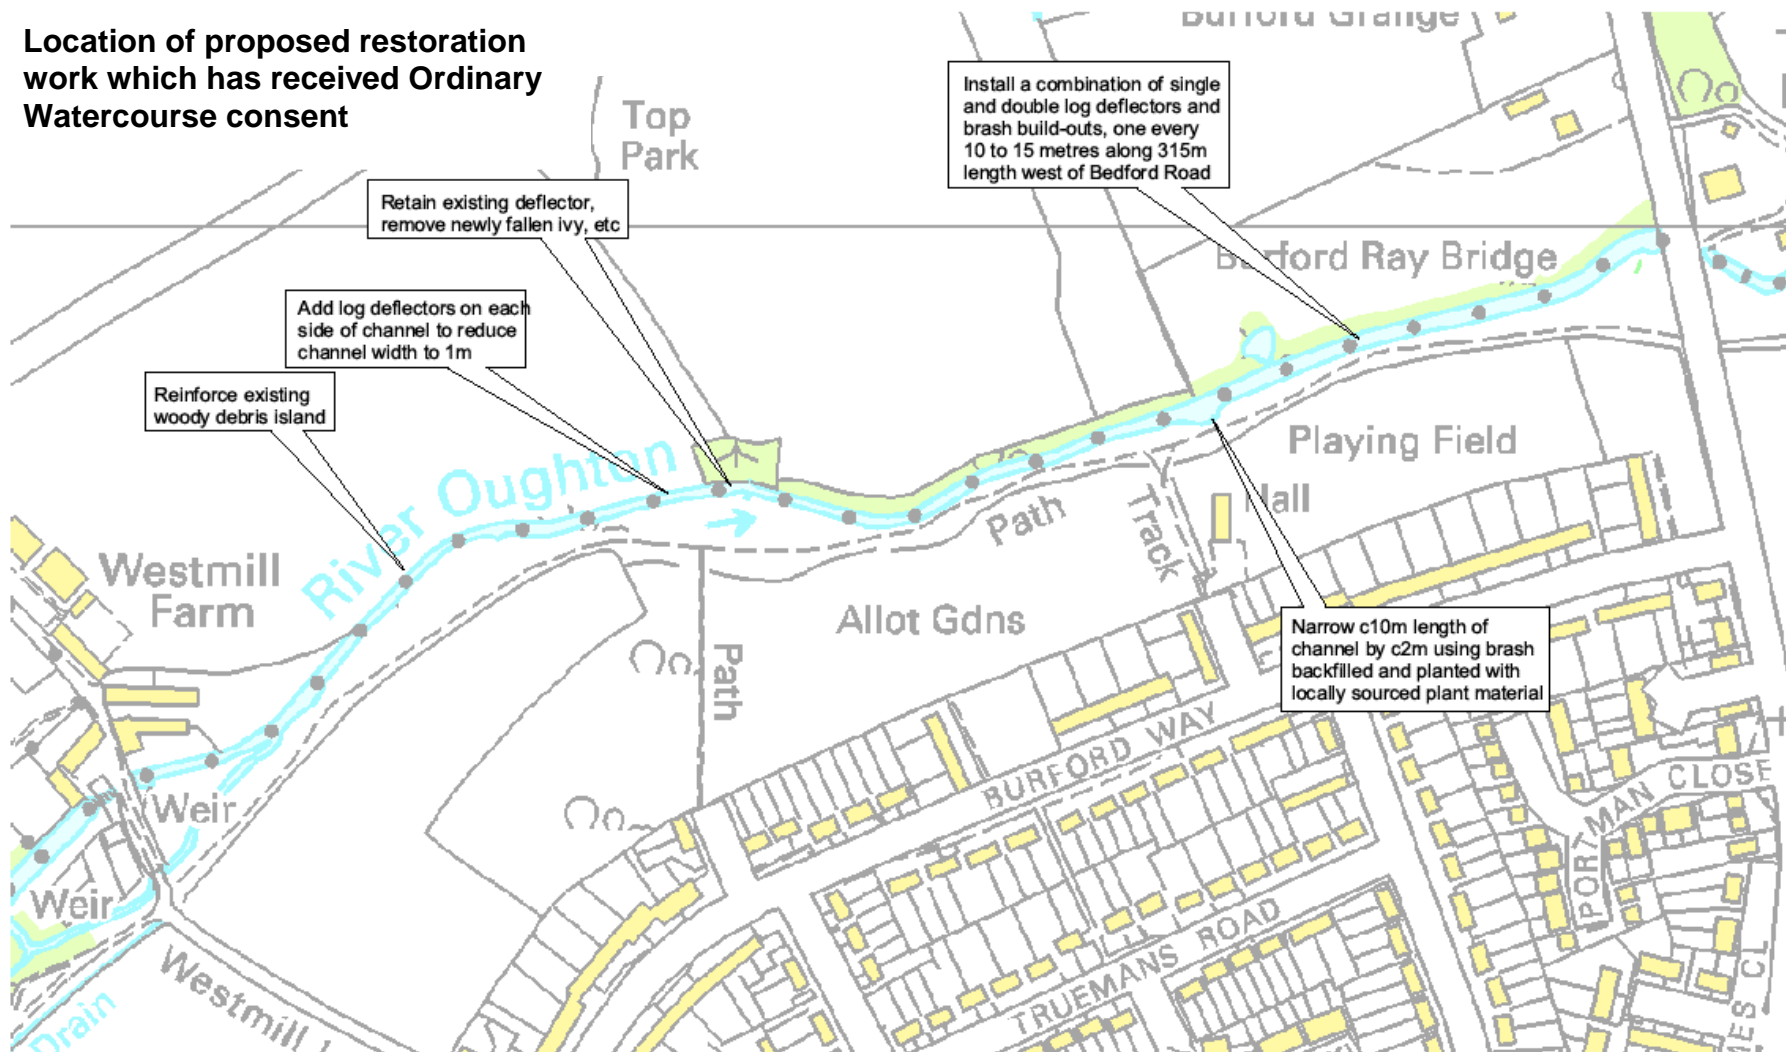 Location of proposed restoration
work which has received Ordinary
Watercourse consent
Burford Grange
Top
Park
Install a combination of single
and double log deflectors and
brash build-outs, one every
10 to 15 metres along 315m
length west of Bedford Road
Retain existing deflector,
remove newly fallen ivy, etc
Burford Ray Bridge
Add log deflectors on each
side of channel to reduce
channel width to 1m
Reinforce existing
woody debris island
River Oughton
Playing Field
Hall
Path
Track
Westmill
Farm
Allot Gdns
Path
Narrow c10m length of
channel by c2m using brash
backfilled and planted with
locally sourced plant material
BURFORD WAY
PORTMAN CLOSE
Weir
Weir
TRUEMANS ROAD
Westmill
Drain
CL